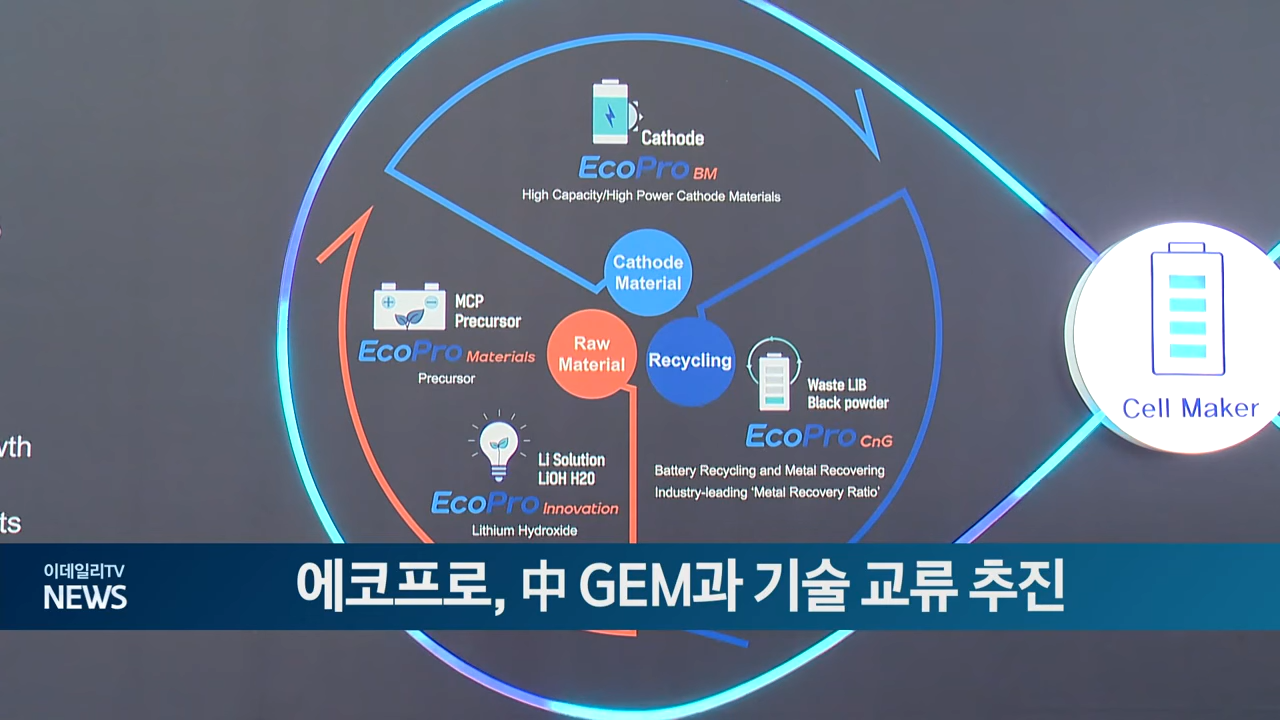 Cathode
EcoPro BM
High Capacity/High Power Cathode Materials
Cathode
Material
MCP
Precursor
EcoPro Materials
Precursor
Raw
Material
Recycling
Waste LIB
Black powder
EcoPro CnG
Battery Recycling and Metal Recovering
Industry-leading ‘Metal Recovery Ratio’
Li Solution
LiOH H20
EcoPro Innovation
Lithium Hydroxide
Cell Maker
이데일리TV
NEWS
에코프로, 中 GEM과 기술 교류 추진